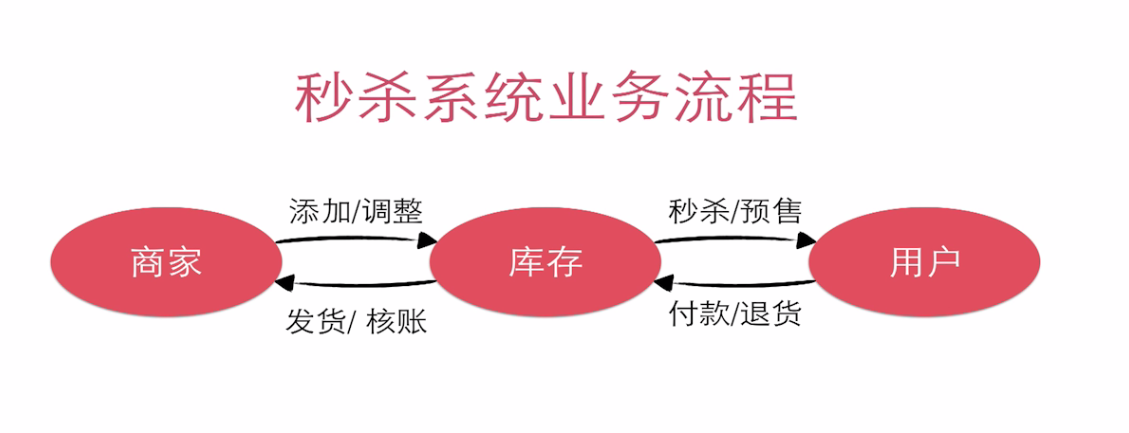 秒杀系统业务流程
添加/调整
秒杀/预售
商家
库存
用户
发货/ 核账
付款/退货